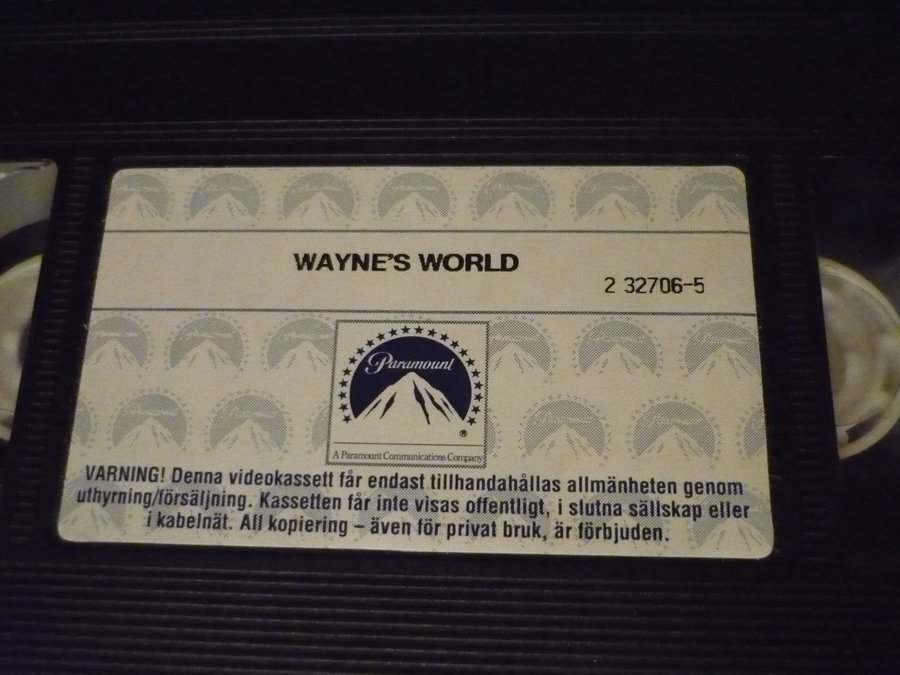 WAYNE'S WORLD
2 32706-5
Paramount
®
A Paramount Communications Company
VARNING! Denna videokassett får endast tillhandahållas allmänheten genom
uthyrning/försäljning. Kassetten får inte visas offentligt, i slutna sällskap eller
i kabelnät. All kopiering – även för privat bruk, är förbjuden.